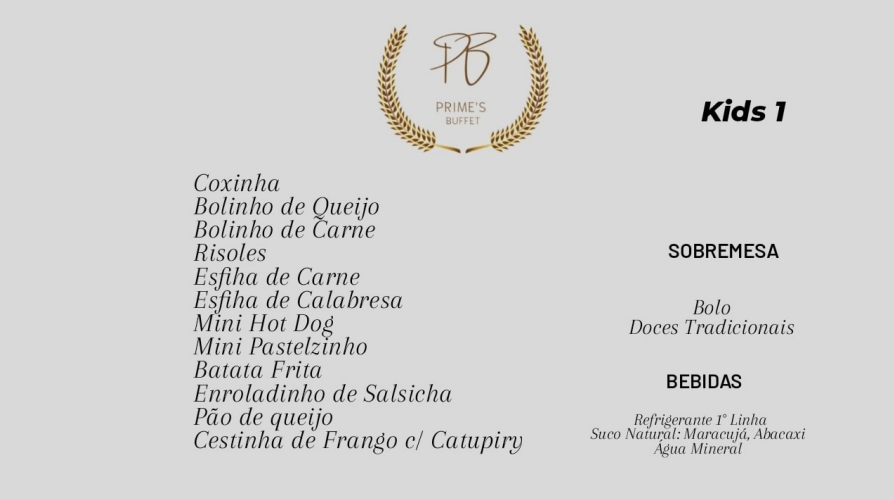 PB
PRIME'S
BUFFET
Kids 1
Coxinha
Bolinho de Queijo
Bolinho de Carne
Risoles
Esfiha de Carne
Esfiha de Calabresa
Mini Hot Dog
Mini Pastelzinho
Batata Frita
Enroladinho de Salsicha
Pão de queijo
Cestinha de Frango c/ Catupiry
SOBREMESA
Bolo
Doces Tradicionais
BEBIDAS
Refrigerante 1° Linha
Suco Natural: Maracujá, Abacaxi
Água Mineral